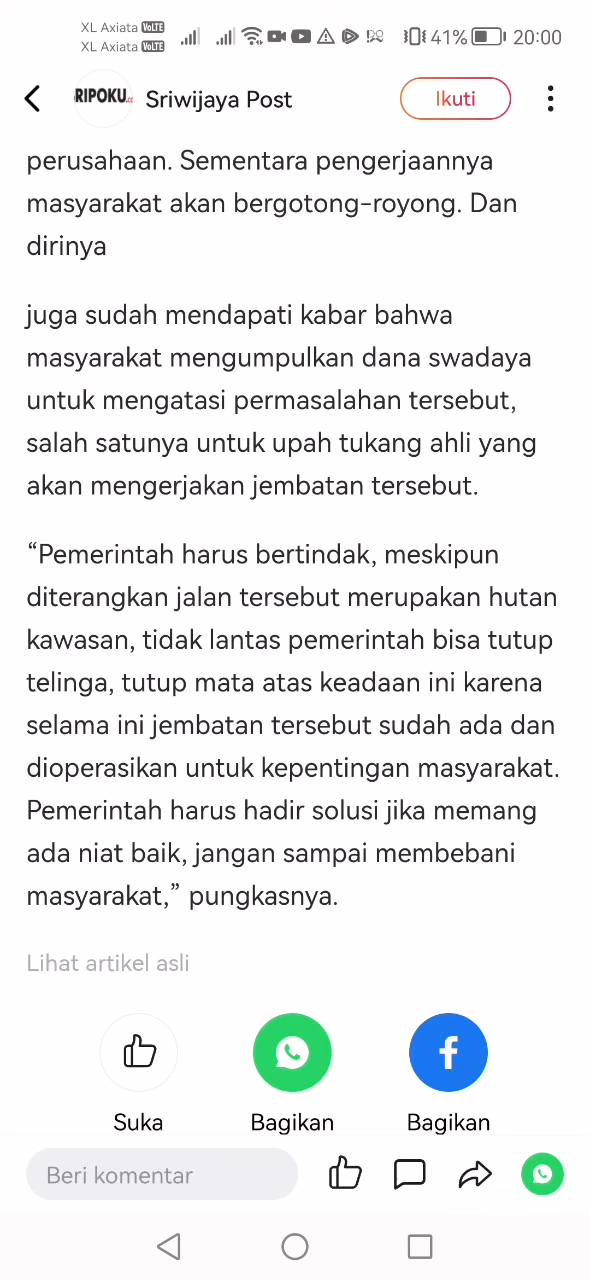 XL Axiata VoLTE
XL Axiata VoLTE
41% 20:00
RIPOKU.cc Sriwijaya Post Ikuti
perusahaan. Sementara pengerjaannya
masyarakat akan bergotong-royong. Dan
dirinya
juga sudah mendapati kabar bahwa
masyarakat mengumpulkan dana swadaya
untuk mengatasi permasalahan tersebut,
salah satunya untuk upah tukang ahli yang
akan mengerjakan jembatan tersebut.
“Pemerintah harus bertindak, meskipun
diterangkan jalan tersebut merupakan hutan
kawasan, tidak lantas pemerintah bisa tutup
telinga, tutup mata atas keadaan ini karena
selama ini jembatan tersebut sudah ada dan
dioperasikan untuk kepentingan masyarakat.
Pemerintah harus hadir solusi jika memang
ada niat baik, jangan sampai membebani
masyarakat,” pungkasnya.
Lihat artikel asli
Suka Bagikan Bagikan
Beri komentar